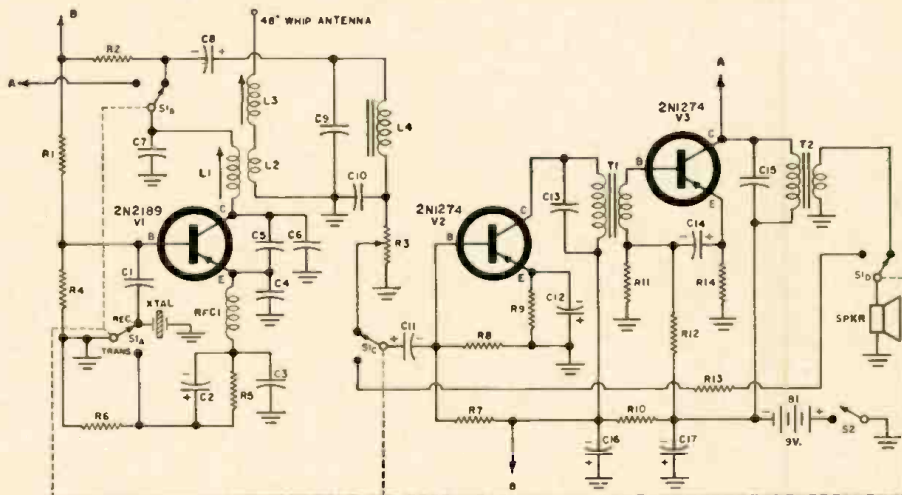 B
48" WHIP ANTENNA
R2
C8
- +
A
A
S1B
L3
C9
L4
2N1274
V3
C7
R1
L1
L2
C10
C
T2
T1
B
C15
2N2189
V1
C
2N1274
V2
C13
E
C
B
C5
C6
R3
C14
- +
B
S1D
R4
C1
E
C4
E
R11
R14
REC.
XTAL
RFC1
R9
C12
-
+
SPKR
S1A
TRANS.
S1C
C11
+ -
R8
R12
C2
-
+
R5
C3
R13
R6
R7
R10
B1
- +
S2
C16
-
+
C17
-
+
9V.
B